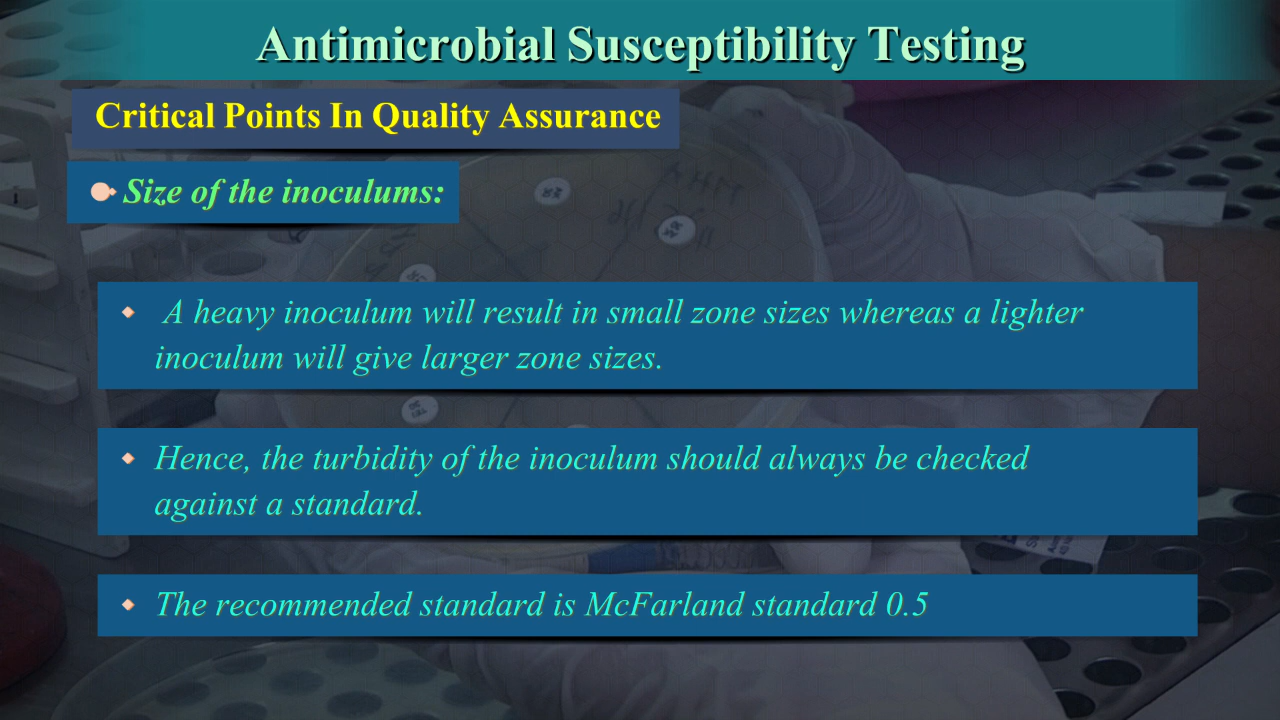 Antimicrobial Susceptibility Testing
Critical Points In Quality Assurance
Size of the inoculums:
A heavy inoculum will result in small zone sizes whereas a lighter
inoculum will give larger zone sizes.
Hence, the turbidity of the inoculum should always be checked
against a standard.
The recommended standard is McFarland standard 0.5